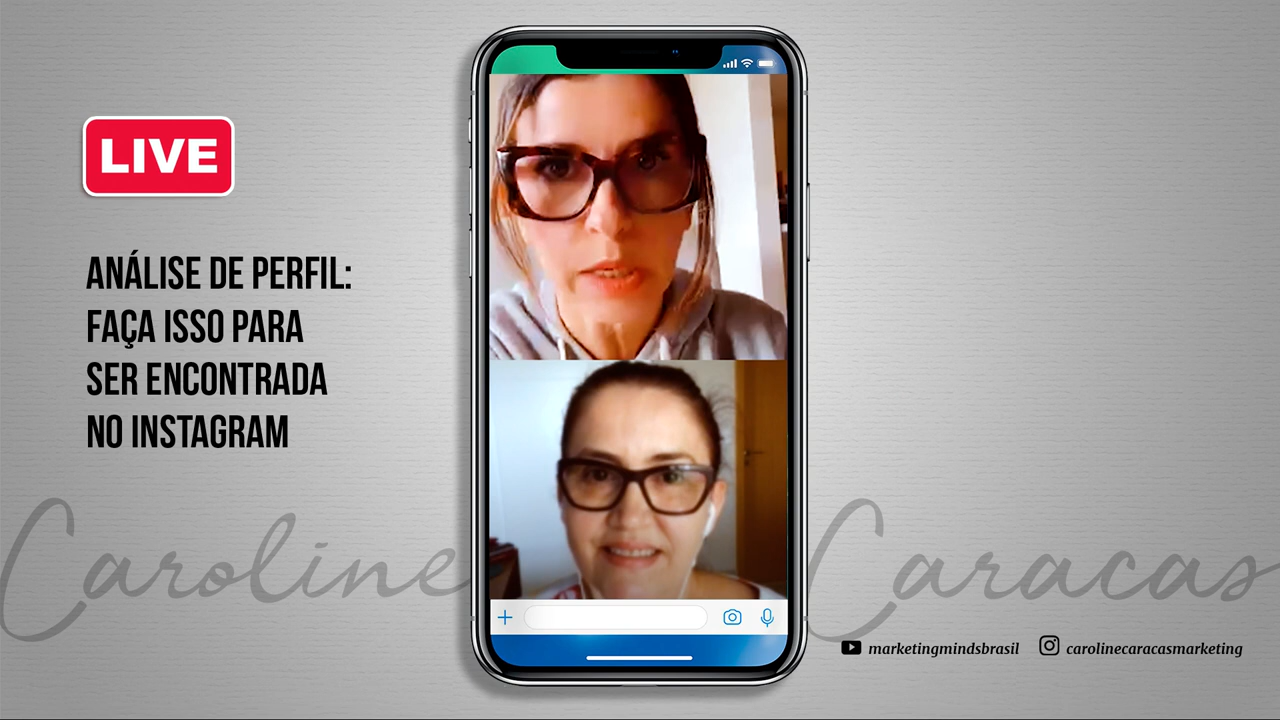 LIVE
ANÁLISE DE PERFIL:
FAÇA ISSO PARA
SER ENCONTRADA
NO INSTAGRAM
Caroline Caracas
marketingmindsbrasil carolinecaracasmarketing